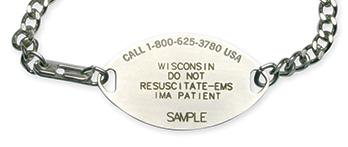 CALL 1-800-625-3780 USA
WISCONSIN
DO NOT
RESUSCITATE-EMS
IMA PATIENT
SAMPLE